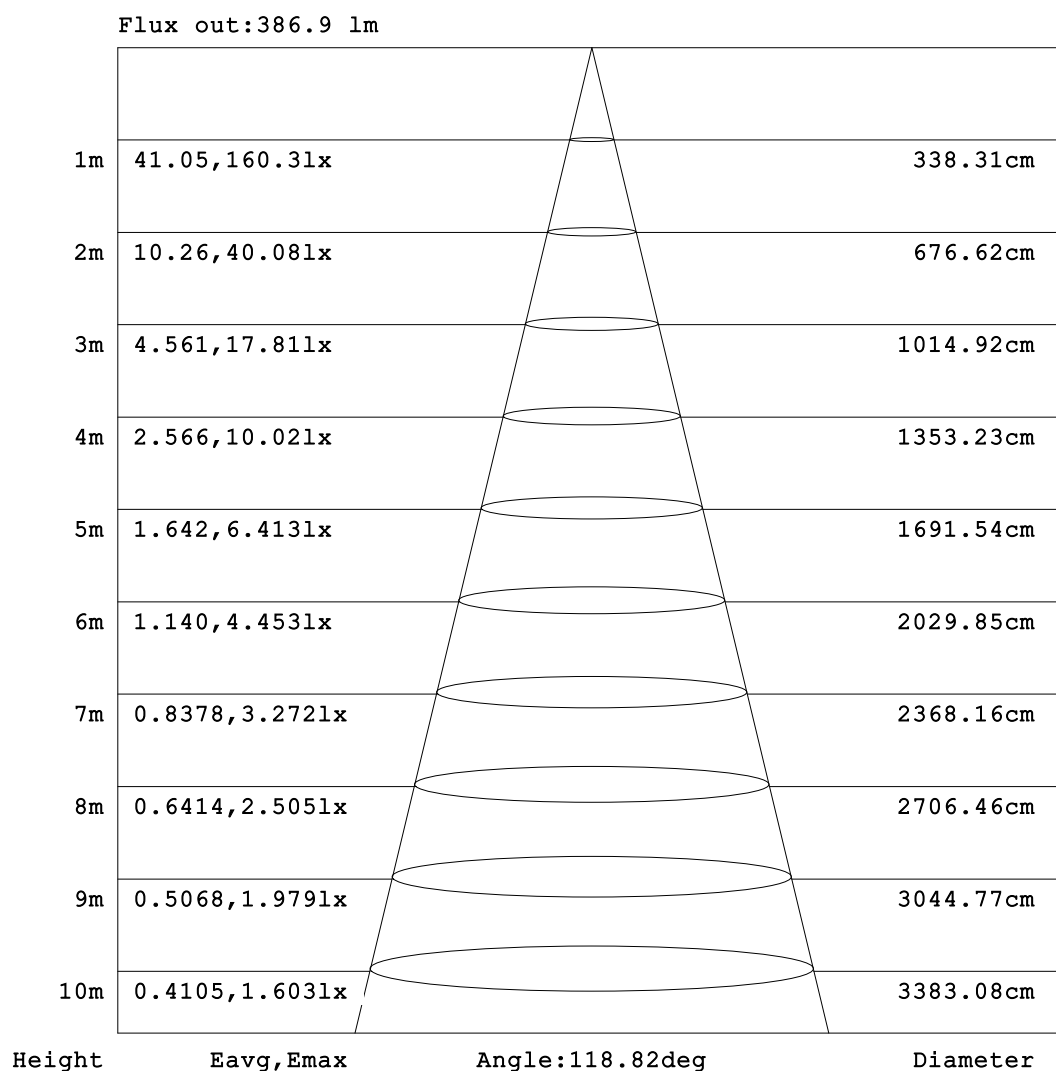 Flux out:386.9 lm
1m 41.05,160.3lx 338.31cm
2m 10.26,40.08lx 676.62cm
3m 4.561,17.81lx 1014.92cm
4m 2.566,10.02lx 1353.23cm
5m 1.642,6.413lx 1691.54cm
6m 1.140,4.453lx 2029.85cm
7m 0.8378,3.272lx 2368.16cm
8m 0.6414,2.505lx 2706.46cm
9m 0.5068,1.979lx 3044.77cm
10m 0.4105,1.603lx 3383.08cm
Height Eavg,Emax Angle:118.82deg Diameter